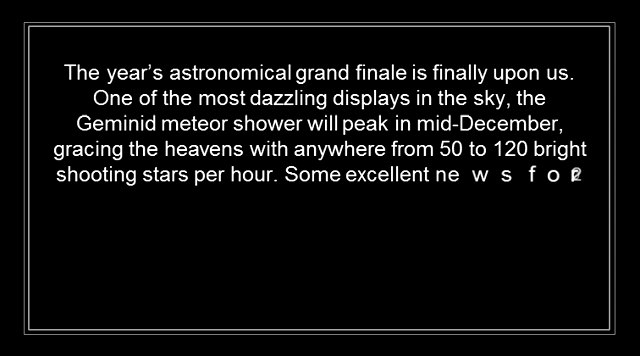 The year’s astronomical grand finale is finally upon us.
One of the most dazzling displays in the sky, the
Geminid meteor shower will peak in mid-December,
gracing the heavens with anywhere from 50 to 120 bright
shooting stars per hour. Some excellent news for